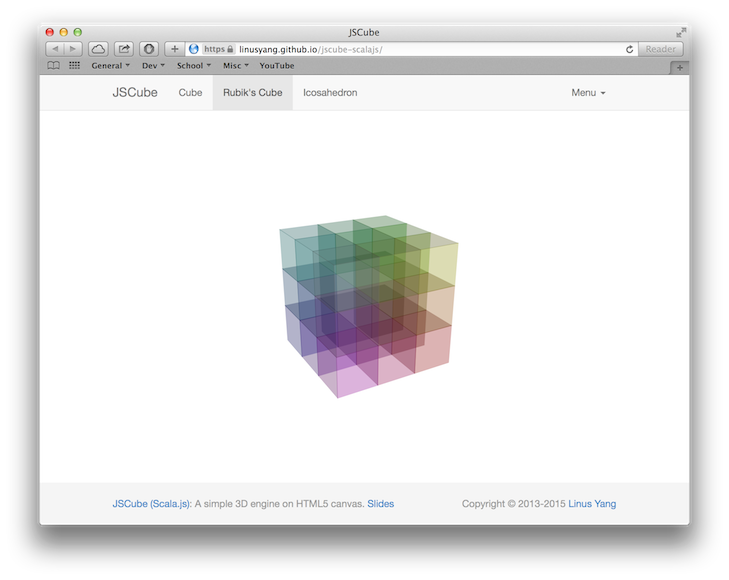 JSCube
https linusyang.github.io/jscube-scalajs/ Reader
General Dev School Misc YouTube
JSCube Cube Rubik's Cube Icosahedron Menu
JSCube (Scala.js): A simple 3D engine on HTML5 canvas. Slides Copyright © 2013-2015 Linus Yang